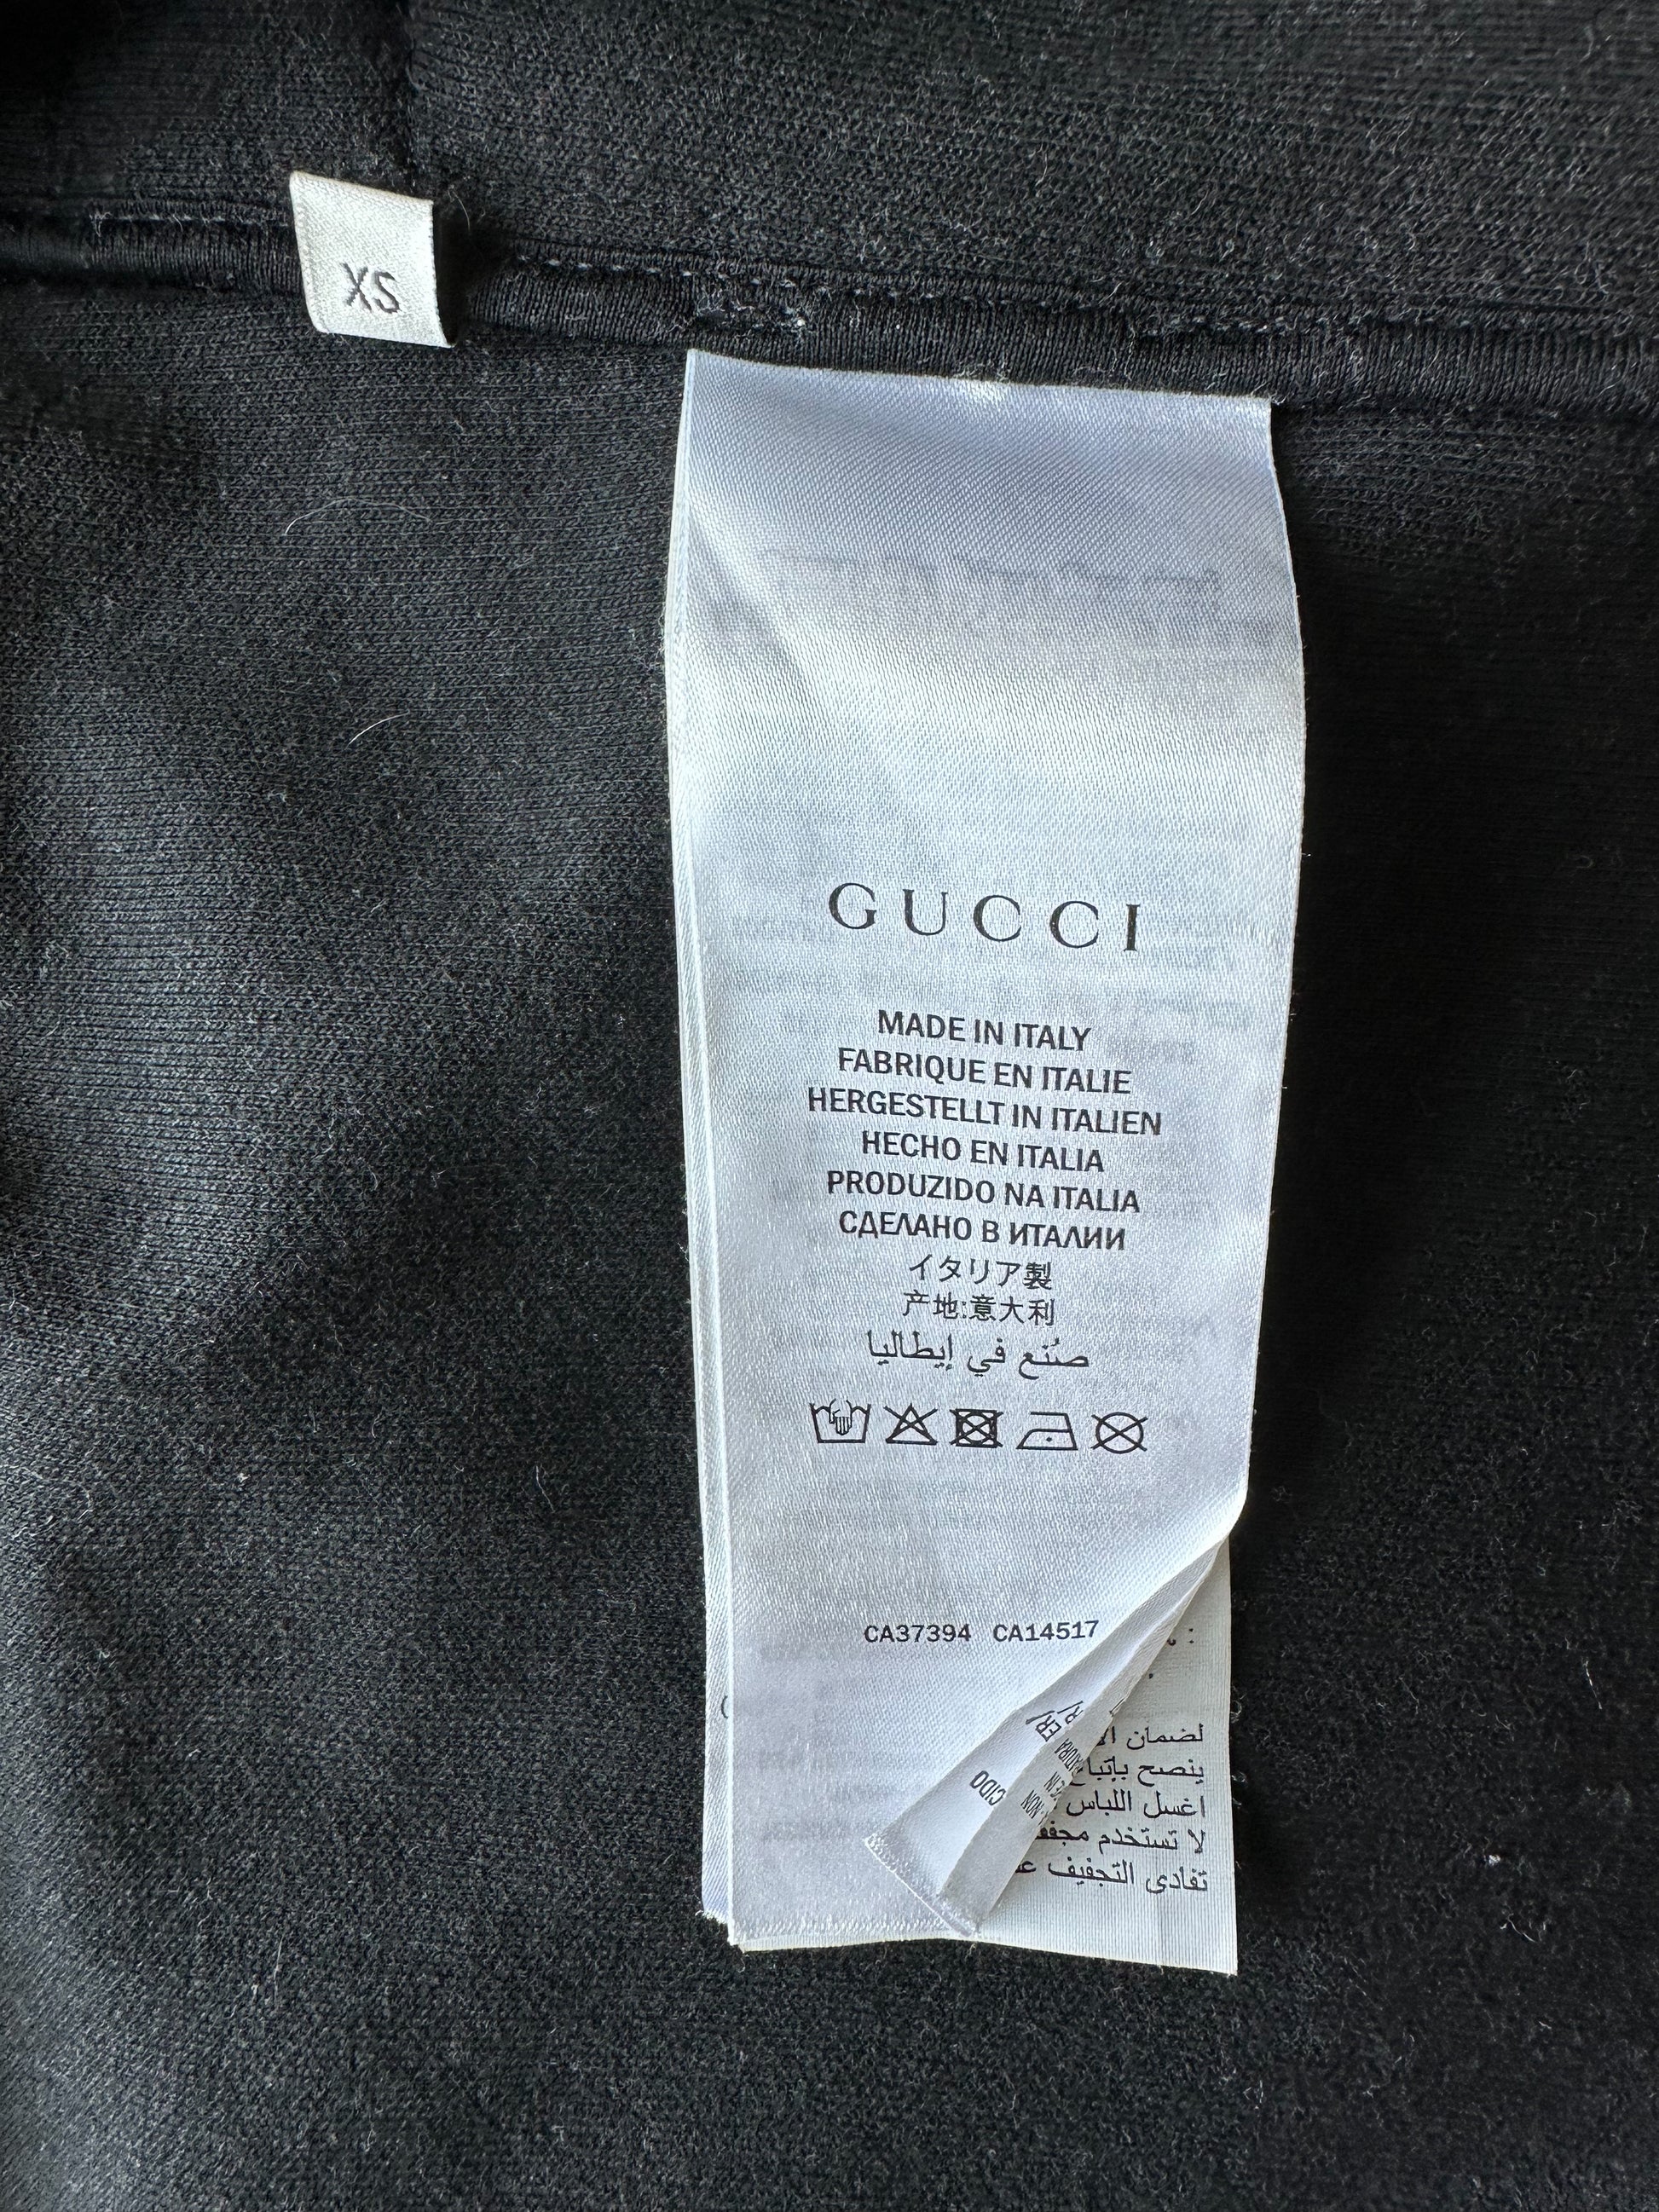 XS
GUCCI
MADE IN ITALY
FABRIQUE EN ITALIE
HERGESTELLT IN ITALIEN
HECHO EN ITALIA
PRODUZIDO NA ITALIA
СДЕЛАНО В ИТАЛИИ
イタリア製
产地:意大利
صُنع في إيطاليا
CA37394 CA14517
لضمان
ينصح بإتباع
اغسل اللباس
لا تستخدم
تفادى التجفيف